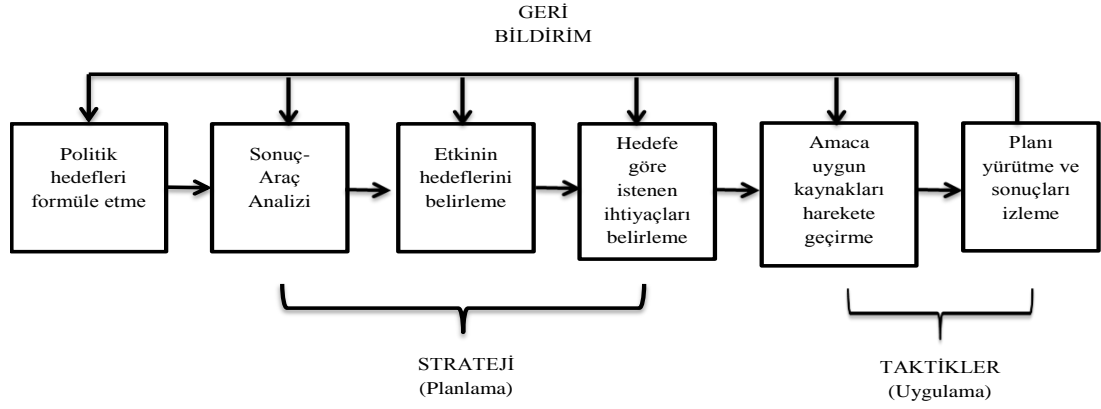 GERİ
BİLDİRİM
Politik
hedefleri
formüle etme
Sonuç-
Araç
Analizi
Etkinin
hedeflerini
belirleme
Hedefe
göre
istenen
ihtiyaçları
belirleme
Amaca
uygun
kaynakları
harekete
geçirme
Planı
yürütme ve
sonuçları
izleme
STRATEJİ
(Planlama)
TAKTİKLER
(Uygulama)